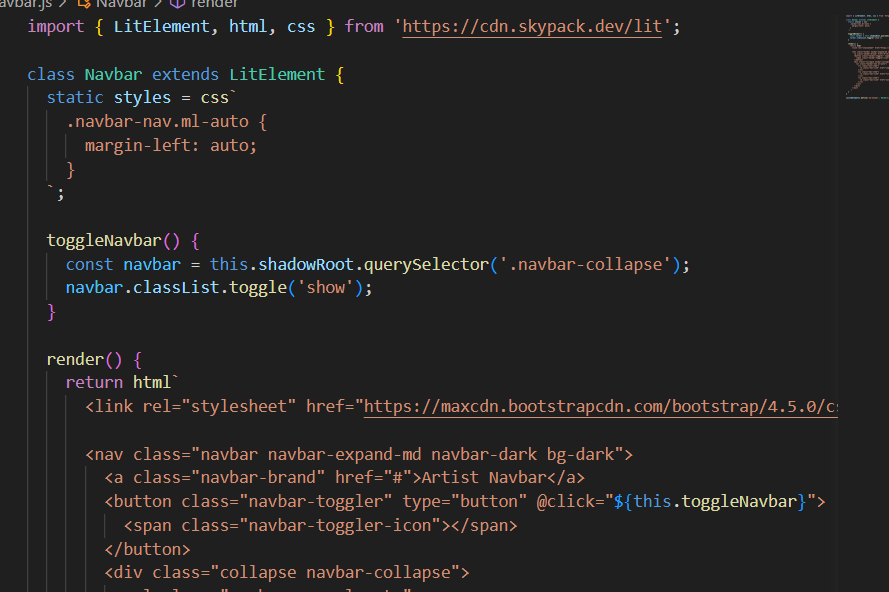 avbar.js > Navbar > render
import { LitElement, html, css } from 'https://cdn.skypack.dev/lit';
class Navbar extends LitElement {
static styles = css`
.navbar-nav.ml-auto {
margin-left: auto;
}
`;
toggleNavbar() {
const navbar = this.shadowRoot.querySelector('.navbar-collapse');
navbar.classList.toggle('show');
}
render() {
return html`
<link rel="stylesheet" href="https://maxcdn.bootstrapcdn.com/bootstrap/4.5.0/c
<nav class="navbar navbar-expand-md navbar-dark bg-dark">
<a class="navbar-brand" href="#">Artist Navbar</a>
<button class="navbar-toggler" type="button" @click="${this.toggleNavbar}">
<span class="navbar-toggler-icon"></span>
</button>
<div class="collapse navbar-collapse">